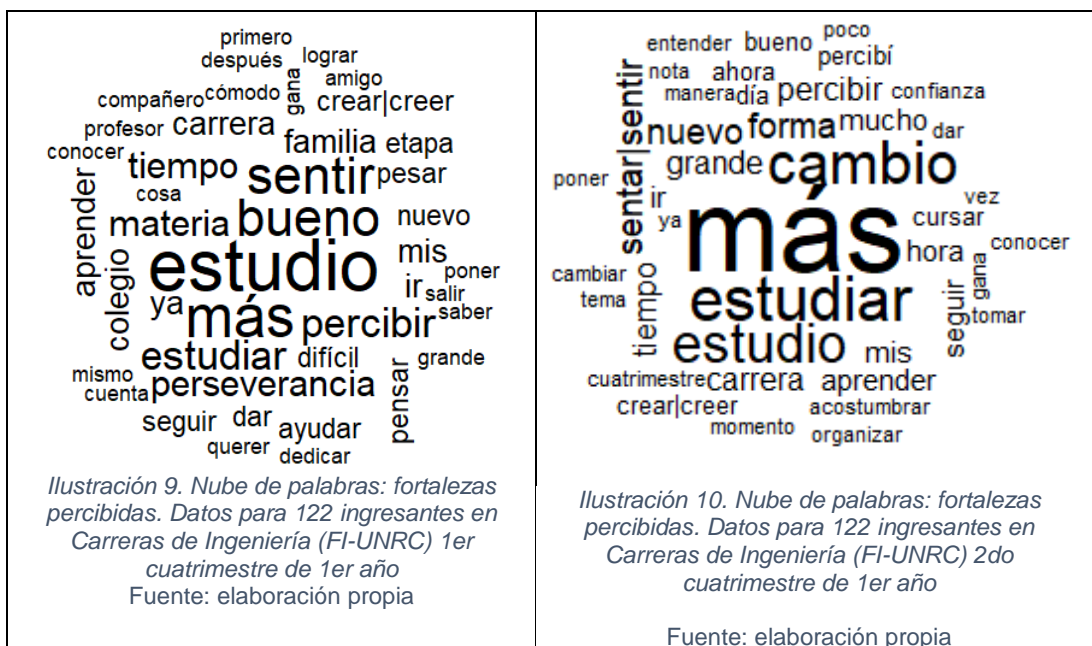 primero
después lograr
gana amigo
compañero cómodo crear|creer
profesor carrera familia etapa
conocer tiempo sentir pesar
cosa
aprender materia bueno nuevo
colegio estudio mis
ya ir poner
más percibir salir
saber
estudiar difícil grande
mismo perseverancia pensar
cuenta
seguir dar ayudar
querer dedicar
Ilustración 9. Nube de palabras: fortalezas
percibidas. Datos para 122 ingresantes en
Carreras de Ingeniería (FI-UNRC) 1er
cuatrimestre de 1er año
Fuente: elaboración propia
poco
entender bueno percibí
nota ahora
manera día percibir confianza
sentar|sentir nuevo forma mucho dar
grande cambio
poner ir vez
ya más cursar
hora conocer
cambiar tiempo estudiar seguir gana
tema tomar
estudio mis
cuatrimestre carrera aprender
crear|creer acostumbrar
momento organizar
Ilustración 10. Nube de palabras: fortalezas
percibidas. Datos para 122 ingresantes en
Carreras de Ingeniería (FI-UNRC) 2do
cuatrimestre de 1er año
Fuente: elaboración propia